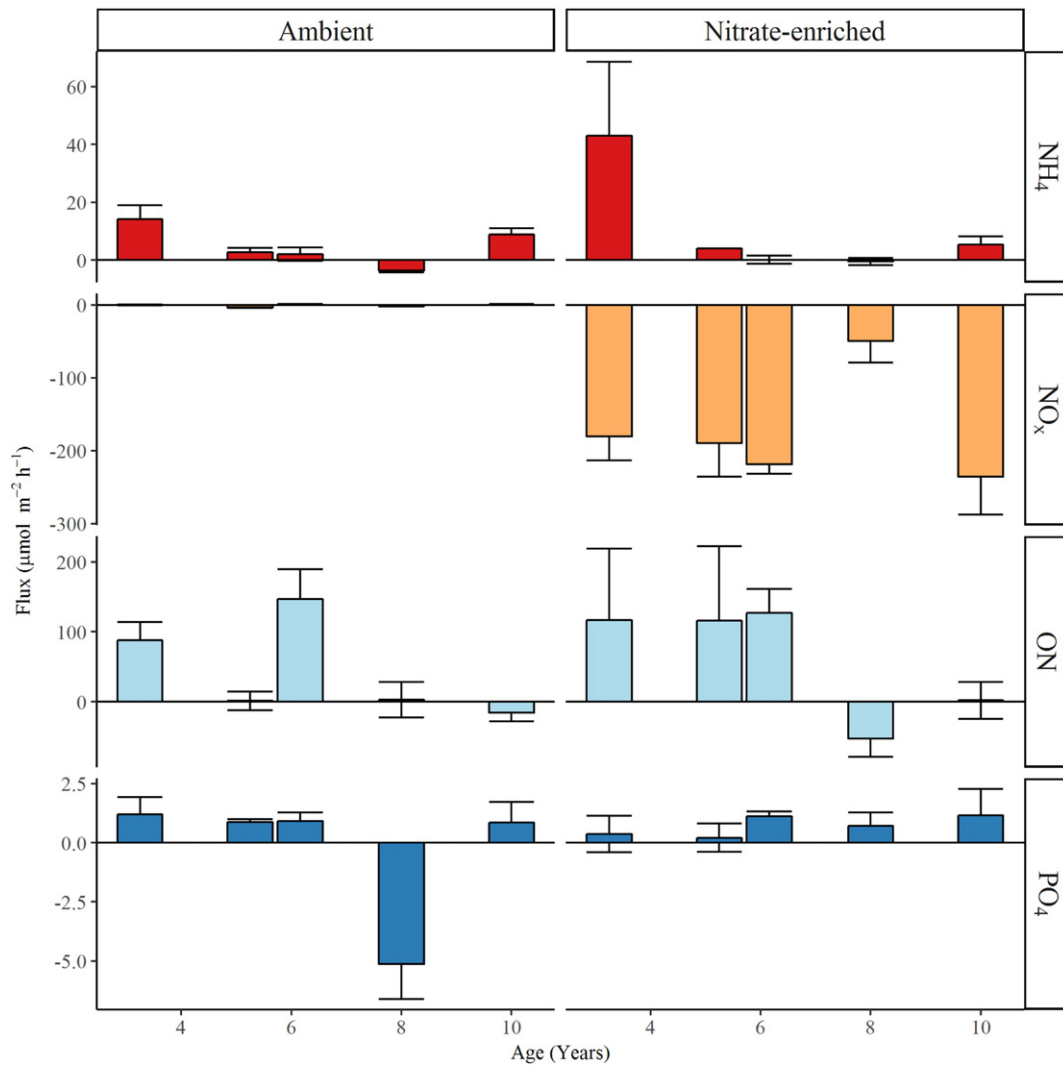 Ambient
Nitrate-enriched
60
40
20
0
NH₄
0
-100
-200
-300
NOₓ
200
100
0
ON
2.5
0.0
-2.5
-5.0
PO₄
Flux (µmol m⁻² h⁻¹)
4 6 8 10
4 6 8 10
Age (Years)